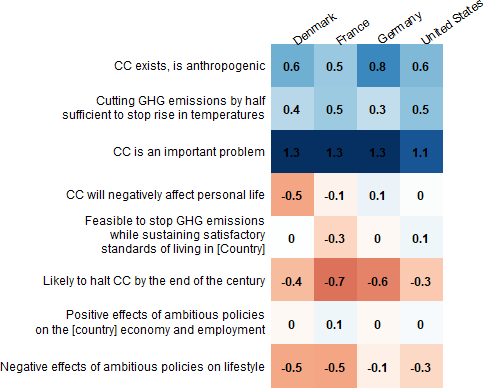 Denmark France Germany United States
CC exists, is anthropogenic 0.6 0.5 0.8 0.6
Cutting GHG emissions by half
sufficient to stop rise in temperatures 0.4 0.5 0.3 0.5
CC is an important problem 1.3 1.3 1.3 1.1
CC will negatively affect personal life -0.5 -0.1 0.1 0
Feasible to stop GHG emissions
while sustaining satisfactory 0 -0.3 0 0.1
standards of living in [Country]
Likely to halt CC by the end of the century -0.4 -0.7 -0.6 -0.3
Positive effects of ambitious policies
on the [country] economy and employment 0 0.1 0 0
Negative effects of ambitious policies on lifestyle -0.5 -0.5 -0.1 -0.3